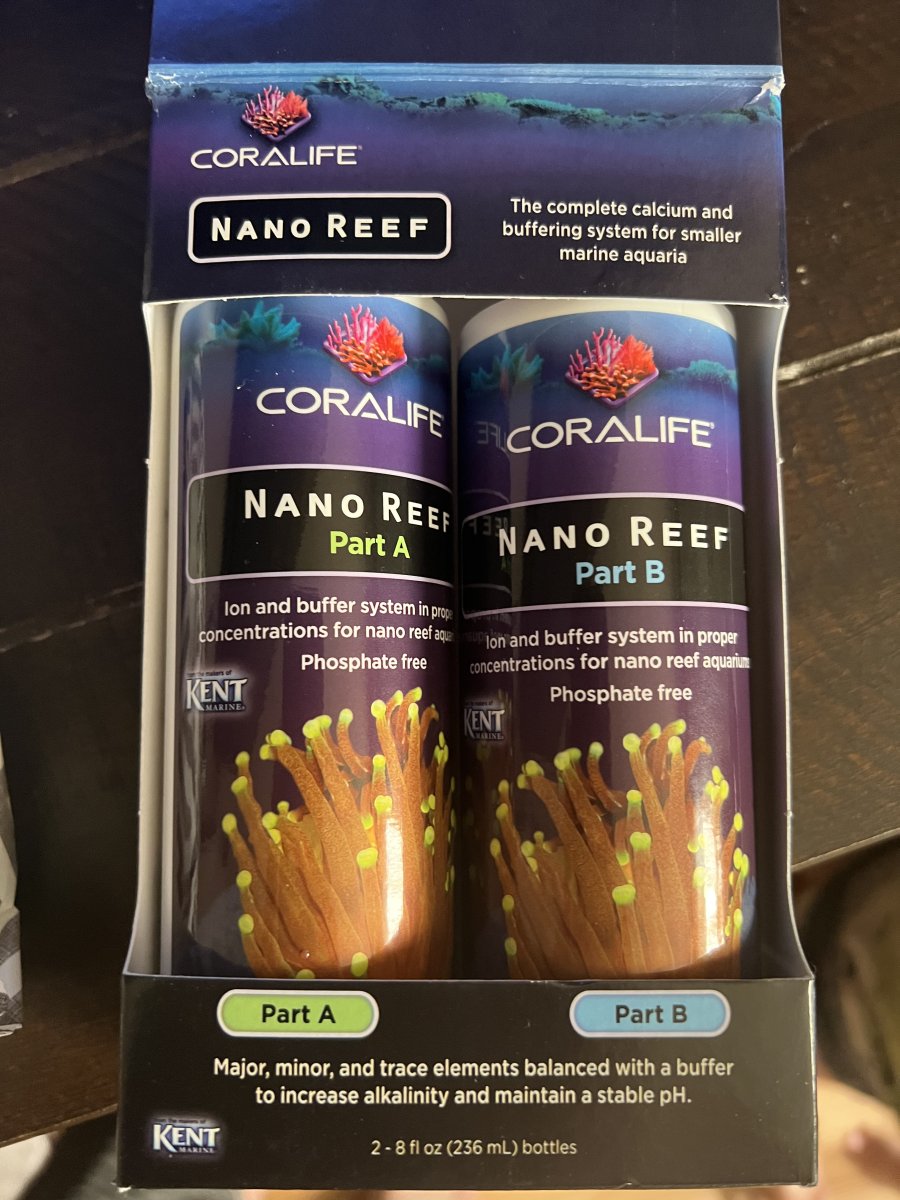 CORALIFE
NANO REEF
The complete calcium and
buffering system for smaller
marine aquaria
CORALIFE
NANO REEF
Part A
Ion and buffer system in
concentrations for nano reef
Phosphate free
KENT
MARINE
CORALIFE
NANO REEF
Part B
Ion and buffer system in proper
concentrations for nano reef aquariums
Phosphate free
KENT
MARINE
Part A
Part B
Major, minor, and trace elements balanced with a buffer
to increase alkalinity and maintain a stable pH.
KENT
MARINE
2 - 8 fl oz (236 mL) bottles